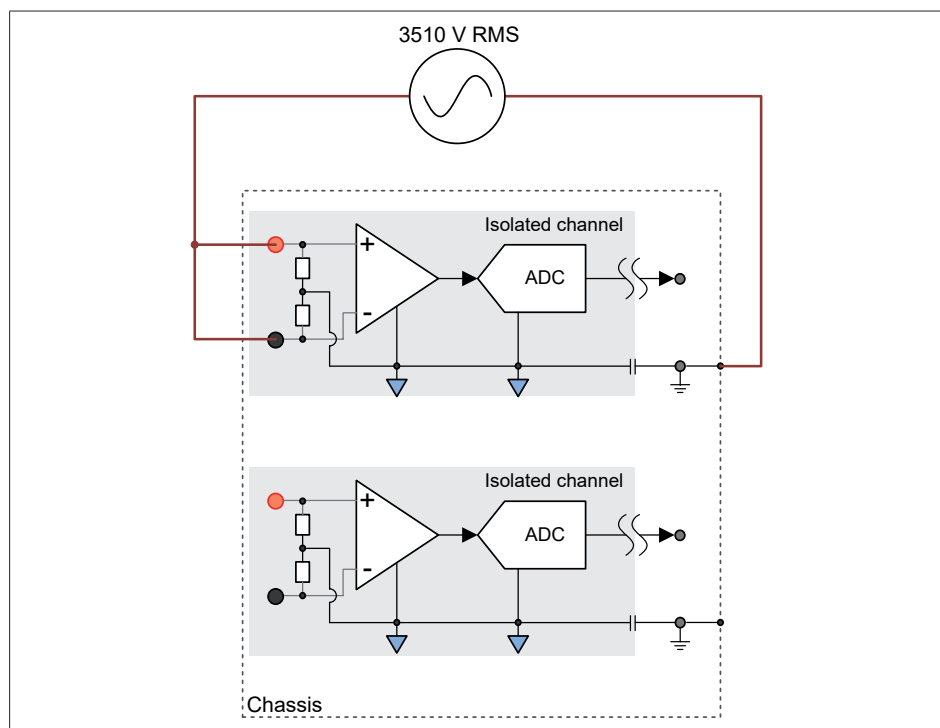 3510 V RMS
Isolated channel
+
ADC
-
Isolated channel
+
ADC
-
Chassis